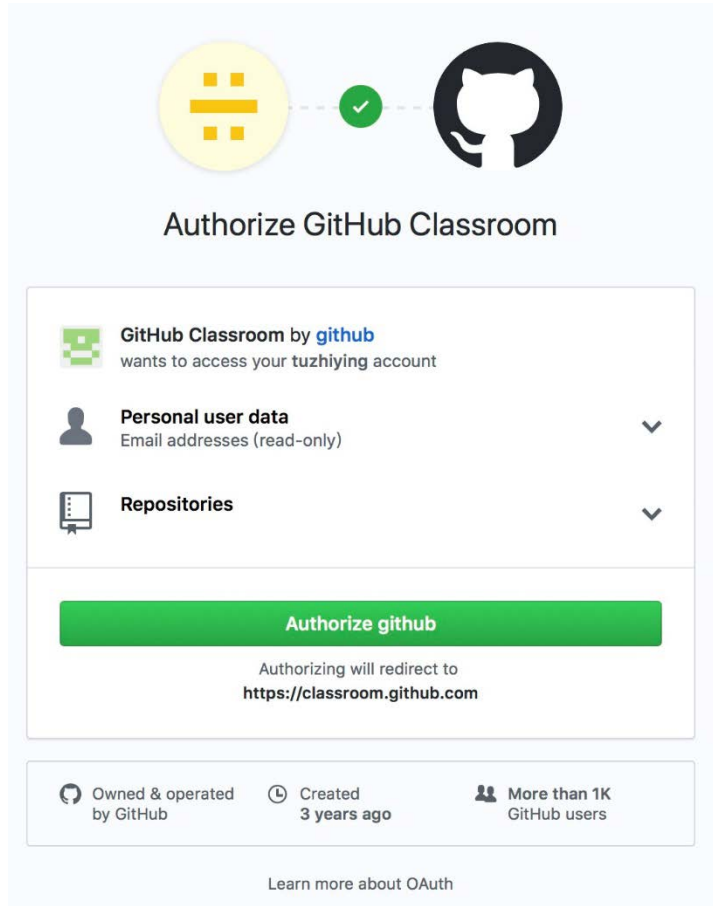 Authorize GitHub Classroom
GitHub Classroom by github
wants to access your tuzhiying account
Personal user data
Email addresses (read-only)
Repositories
Authorize github
Authorizing will redirect to
https://classroom.github.com
Owned & operated
by GitHub
Created
3 years ago
More than 1K
GitHub users
Learn more about OAuth